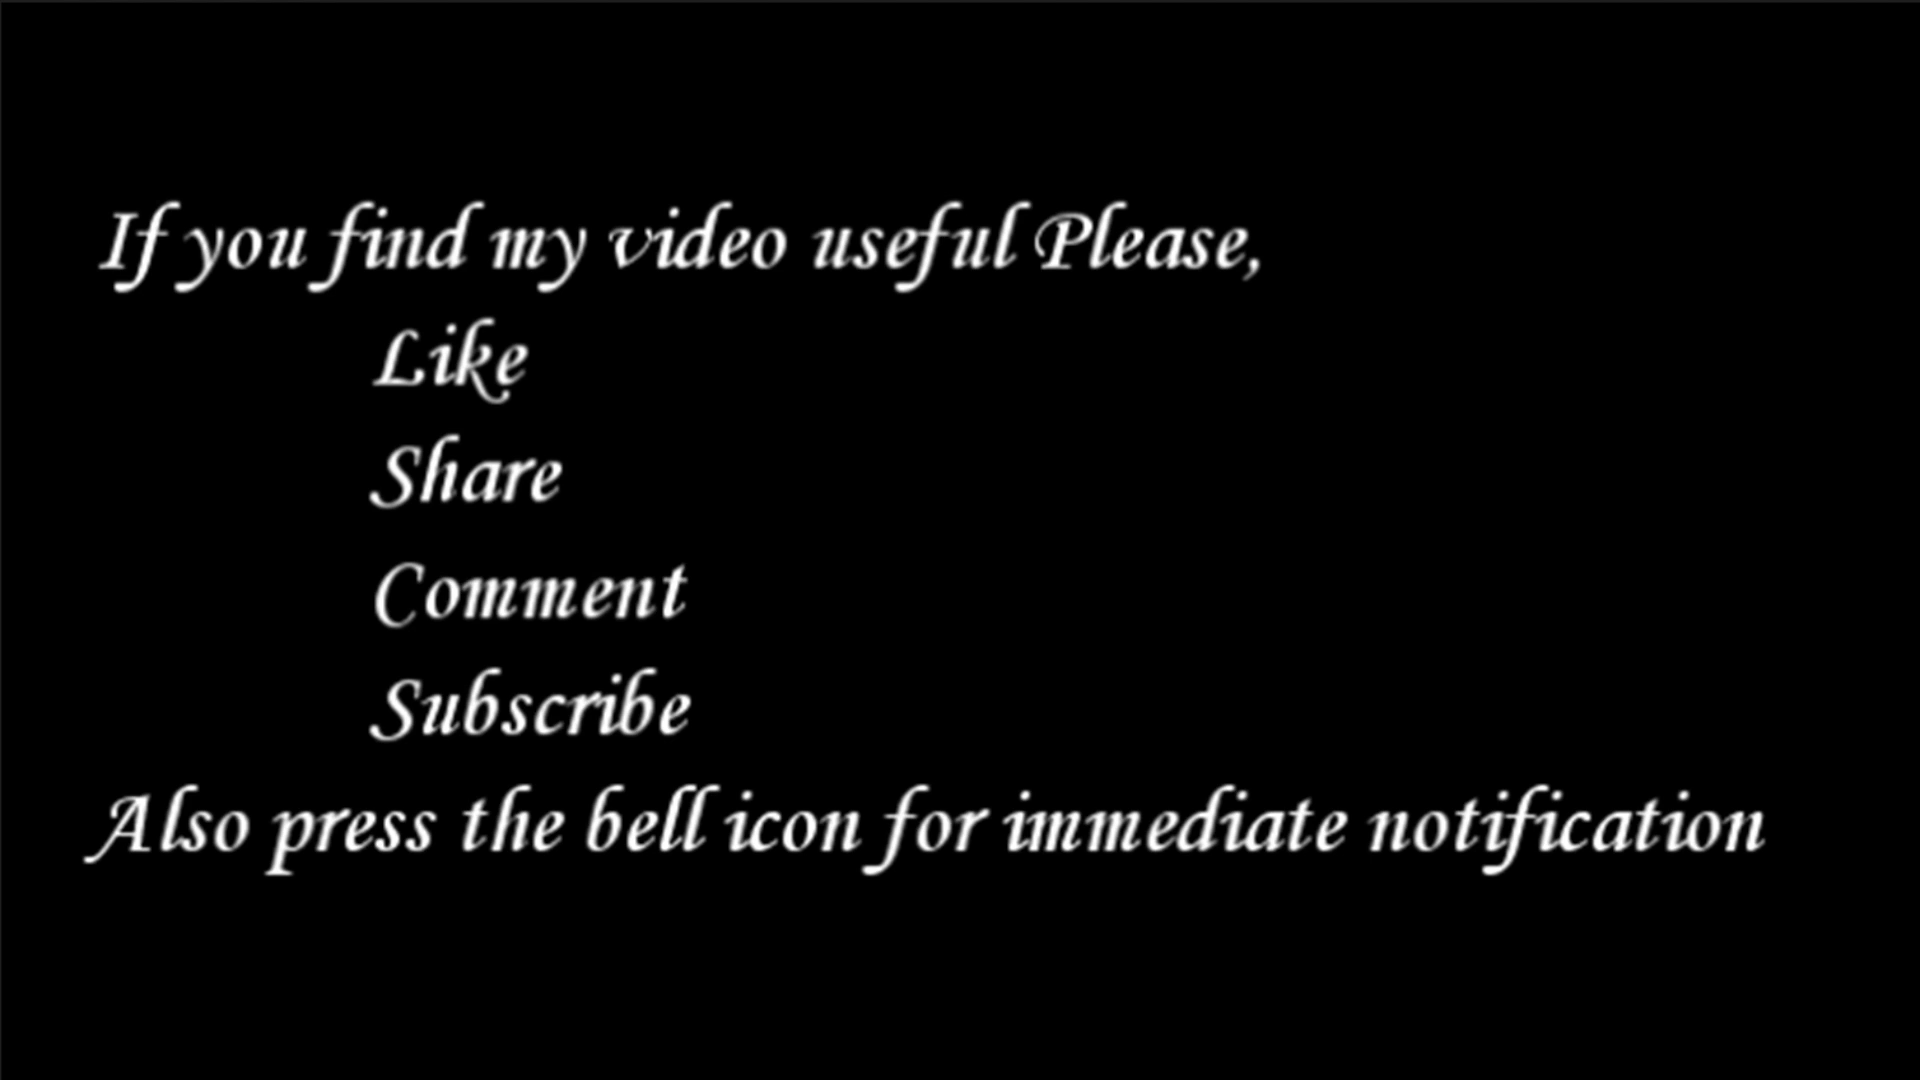 If you find my video useful Please,
Like
Share
Comment
Subscribe
Also press the bell icon for immediate notification